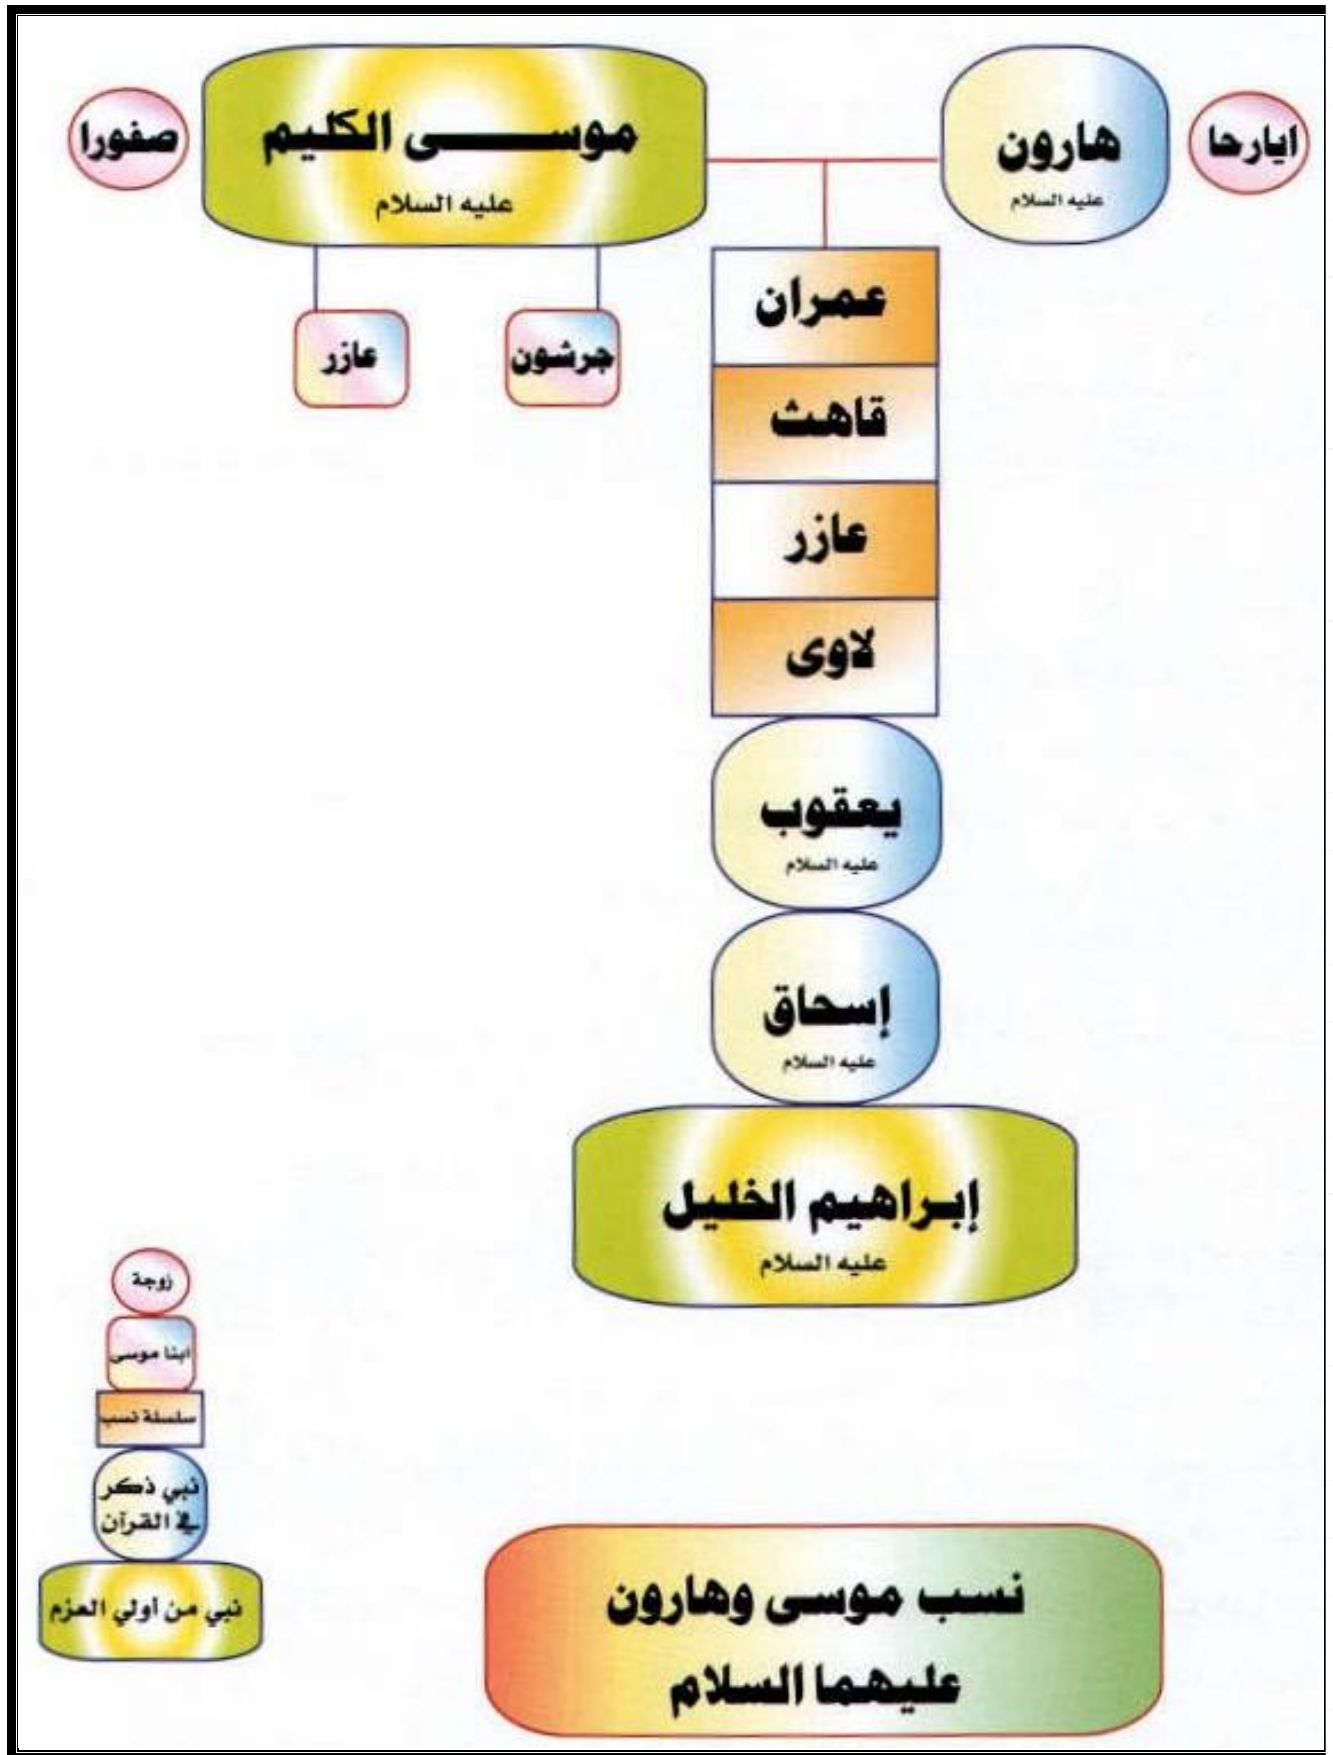 ايارحا
هارون
عليه السلام
موســـى الكليم
عليه السلام
صفورا
جرشون
عازر
عمران
قاهث
عازر
لاوى
يعقوب
عليه السلام
إسحاق
عليه السلام
إبراهيم الخليل
عليه السلام
زوجة
ابنا موسى
سلسلة نسب
نبي ذكر
في القرآن
نبي من أولي العزم
نسب موسى وهارون
عليهما السلام